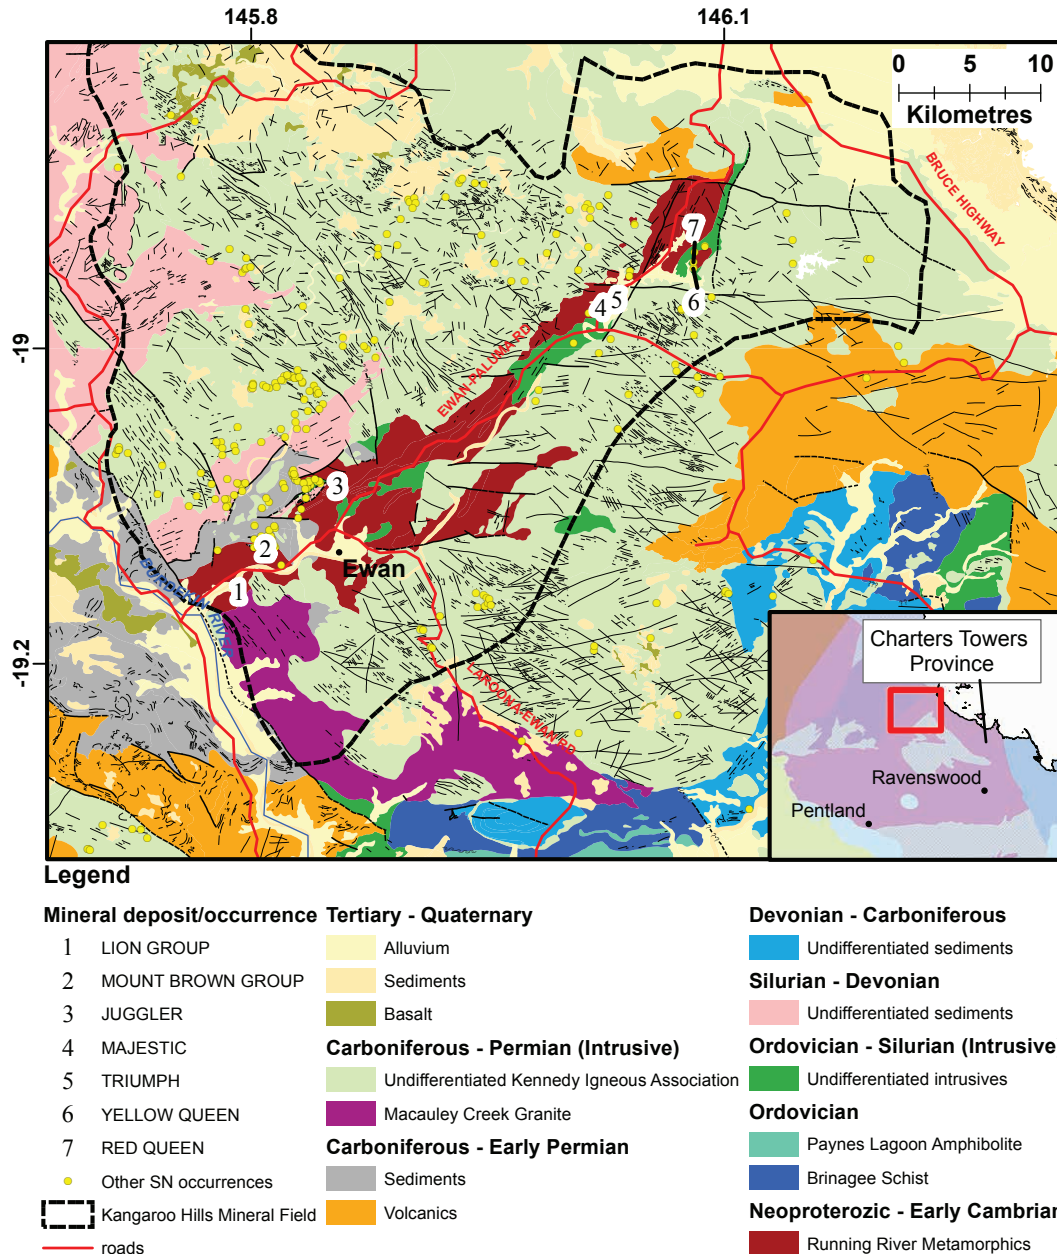 145.8
146.1
0 5 10
Kilometres
BRUCE HIGHWAY
7
6
5
4
-19
EWAN-PALUMA RD
3
2
Ewan
1
RIVER
-19.2
LAROONA-EWAN RD
Charters Towers
Province
Ravenswood
Pentland
Legend
Mineral deposit/occurrence
1 LION GROUP
2 MOUNT BROWN GROUP
3 JUGGLER
4 MAJESTIC
5 TRIUMPH
6 YELLOW QUEEN
7 RED QUEEN
Other SN occurrences
Kangaroo Hills Mineral Field
roads
Tertiary - Quaternary
Alluvium
Sediments
Basalt
Carboniferous - Permian (Intrusive)
Undifferentiated Kennedy Igneous Association
Macauley Creek Granite
Carboniferous - Early Permian
Sediments
Volcanics
Devonian - Carboniferous
Undifferentiated sediments
Silurian - Devonian
Undifferentiated sediments
Ordovician - Silurian (Intrusive
Undifferentiated intrusives
Ordovician
Paynes Lagoon Amphibolite
Brinagee Schist
Neoproterozic - Early Cambrian
Running River Metamorphics